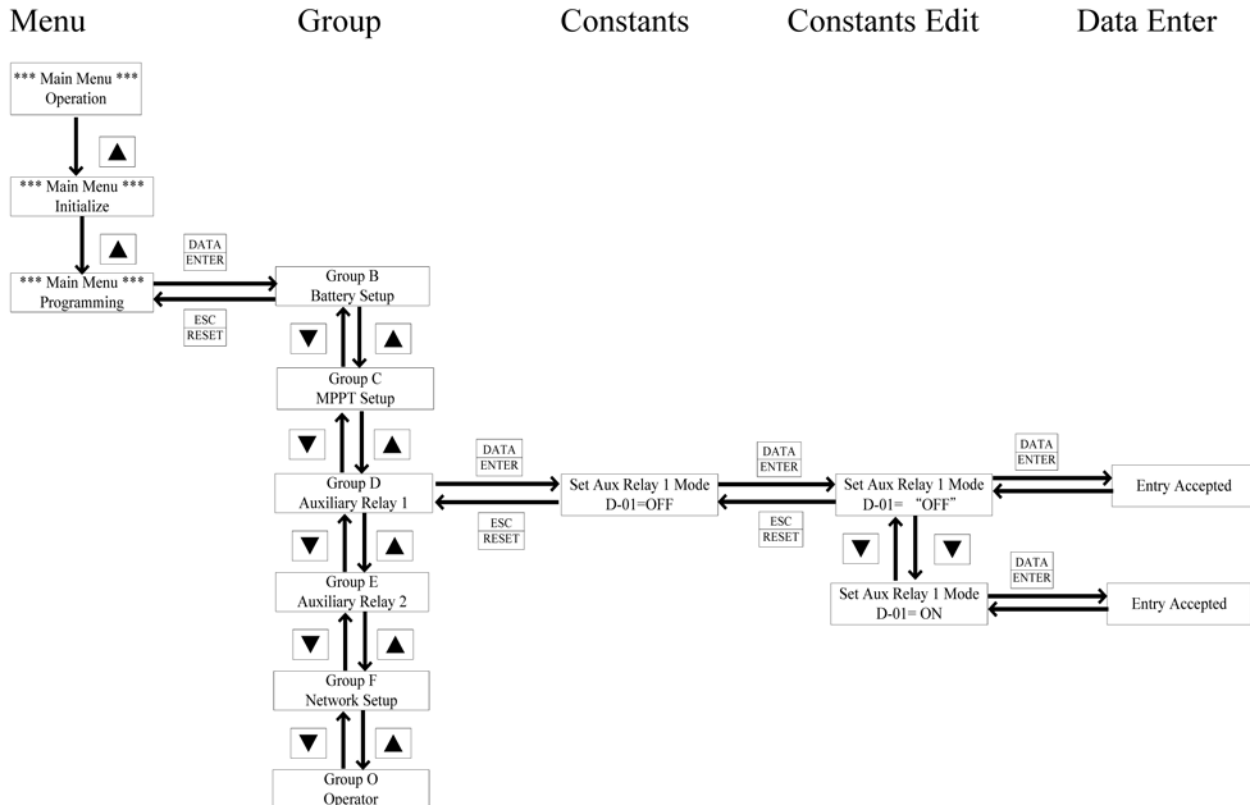 Menu Group Constants Constants Edit Data Enter
*** Main Menu ***
Operation
*** Main Menu ***
Initialize
*** Main Menu ***
Programming
DATA
ENTER
ESC
RESET
Group B
Battery Setup
Group C
MPPT Setup
Group D
Auxiliary Relay 1
DATA
ENTER
ESC
RESET
Set Aux Relay 1 Mode
D-01=OFF
DATA
ENTER
ESC
RESET
Set Aux Relay 1 Mode
D-01= “OFF”
DATA
ENTER
Entry Accepted
Group E
Auxiliary Relay 2
Set Aux Relay 1 Mode
D-01= ON
DATA
ENTER
Entry Accepted
Group F
Network Setup
Group O
Operator